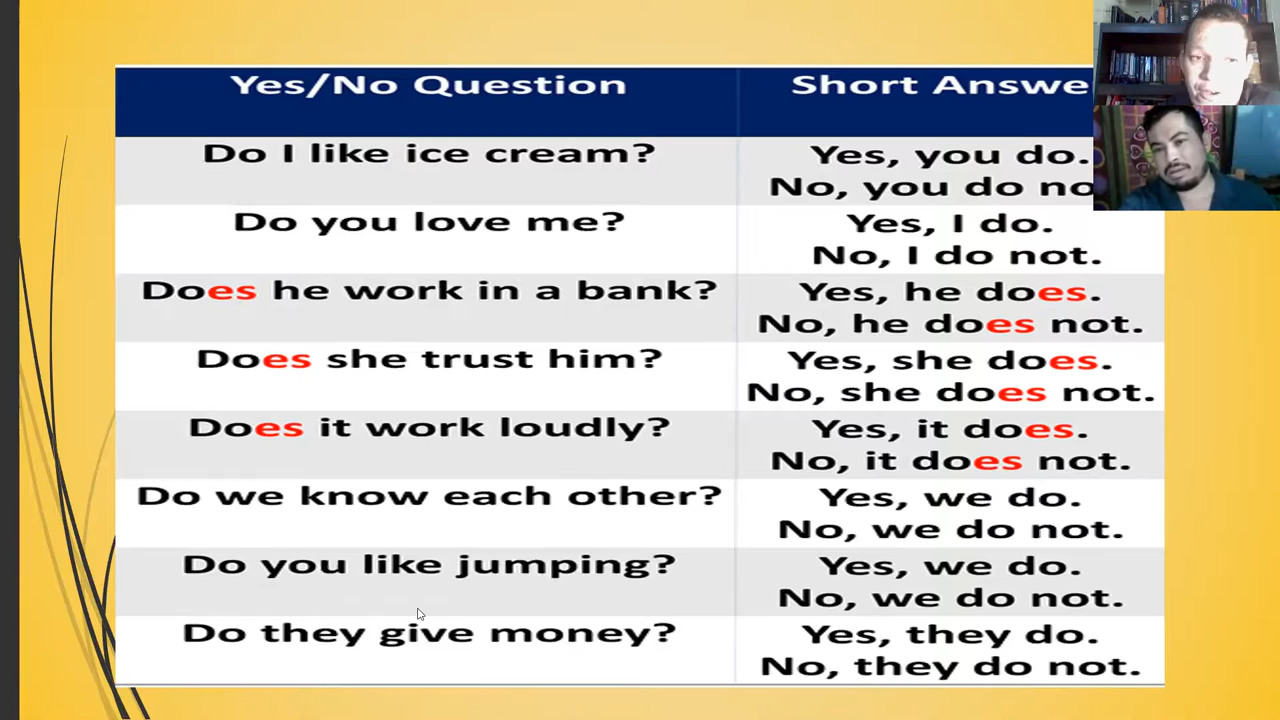 Yes/No Question
Short Answe
Do I like ice cream?
Yes, you do.
No, you do no
Do you love me?
Yes, I do.
No, I do not.
Does he work in a bank?
Yes, he does.
No, he does not.
Does she trust him?
Yes, she does.
No, she does not.
Does it work loudly?
Yes, it does.
No, it does not.
Do we know each other?
Yes, we do.
No, we do not.
Do you like jumping?
Yes, we do.
No, we do not.
Do they give money?
Yes, they do.
No, they do not.